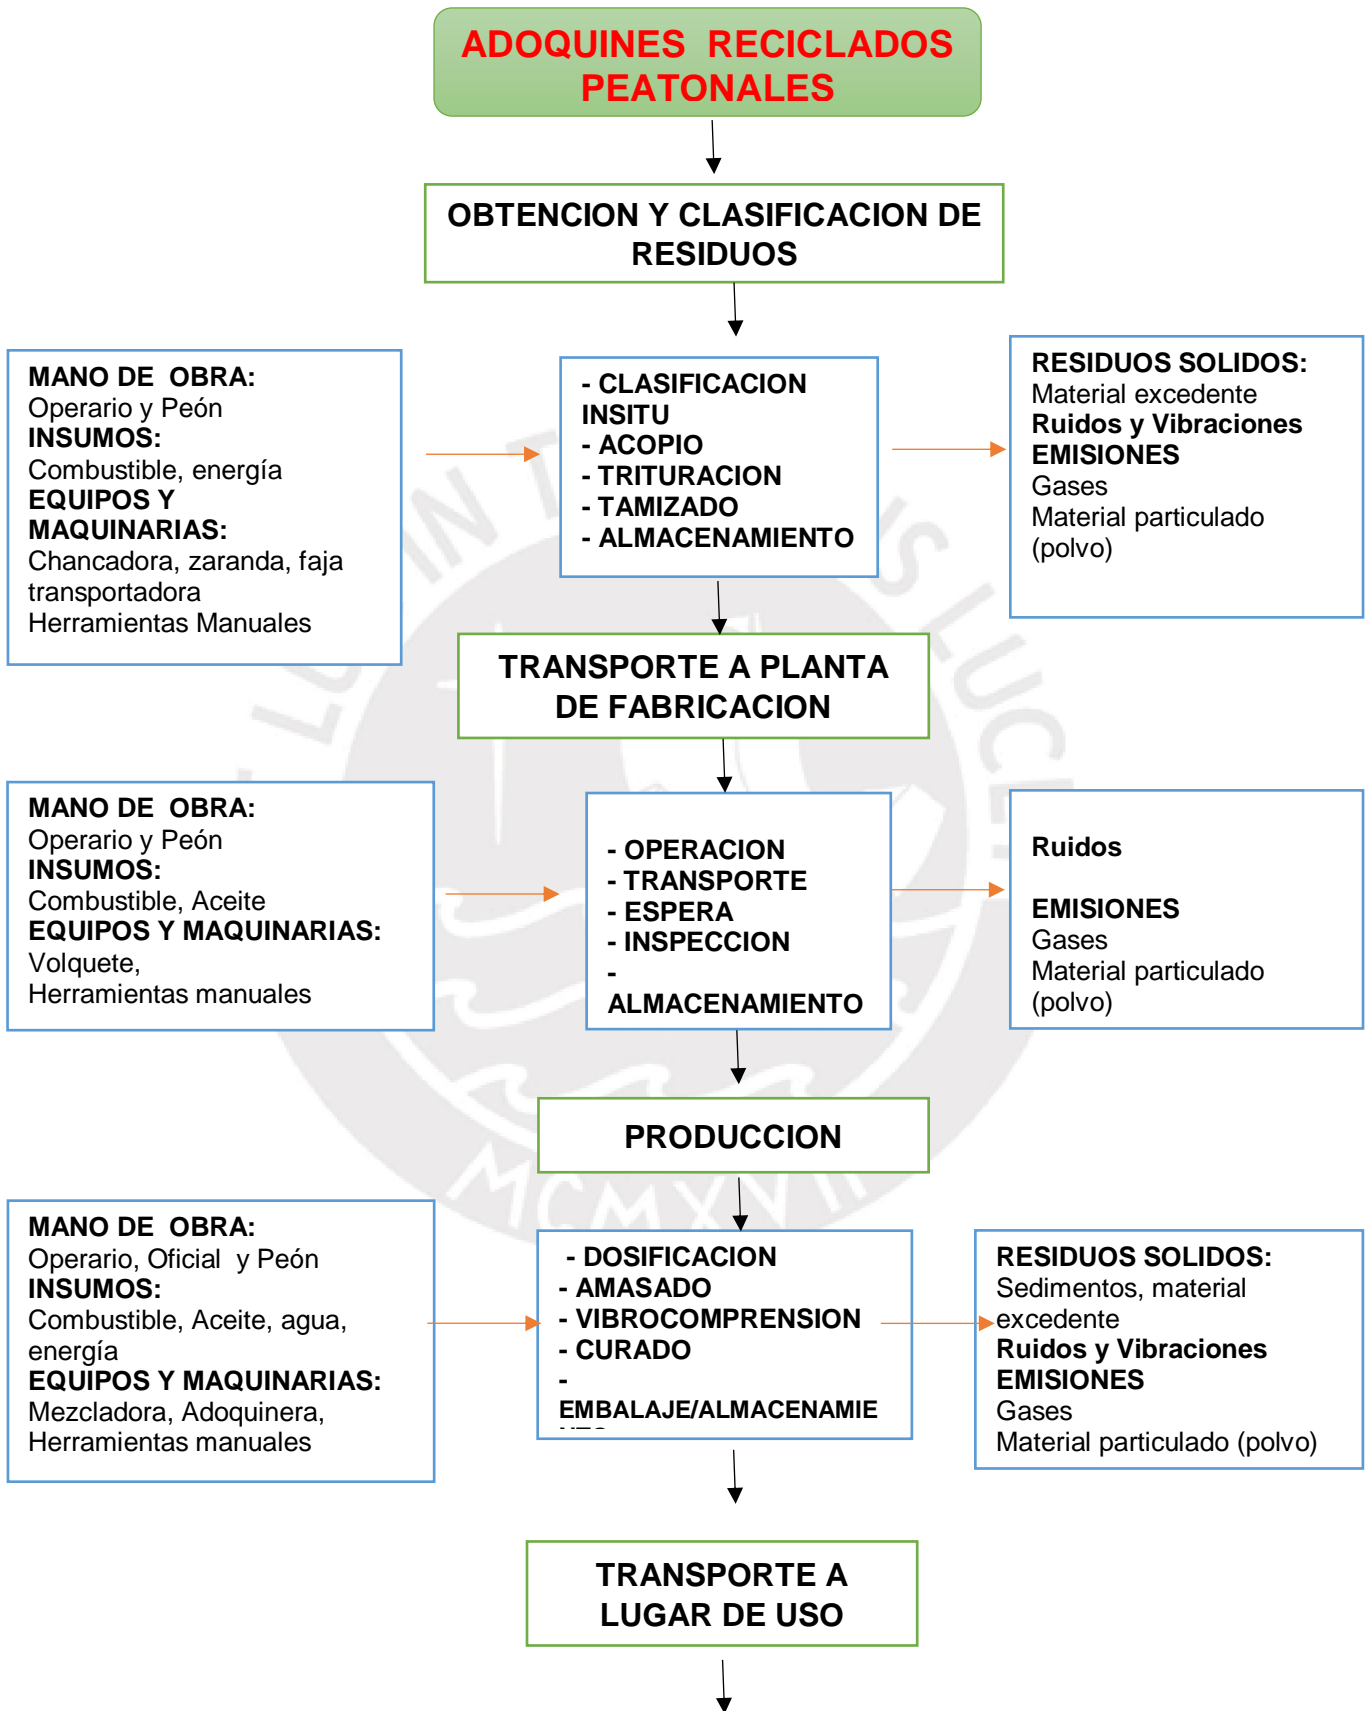 ADOQUINES RECICLADOS
PEATONALES
OBTENCION Y CLASIFICACION DE
RESIDUOS
MANO DE OBRA:
Operario y Peón
INSUMOS:
Combustible, energía
EQUIPOS Y
MAQUINARIAS:
Chancadora, zaranda, faja
transportadora
Herramientas Manuales
- CLASIFICACION
INSITU
- ACOPIO
- TRITURACION
- TAMIZADO
- ALMACENAMIENTO
RESIDUOS SOLIDOS:
Material excedente
Ruidos y Vibraciones
EMISIONES
Gases
Material particulado
(polvo)
TRANSPORTE A PLANTA
DE FABRICACION
MANO DE OBRA:
Operario y Peón
INSUMOS:
Combustible, Aceite
EQUIPOS Y MAQUINARIAS:
Volquete,
Herramientas manuales
- OPERACION
- TRANSPORTE
- ESPERA
- INSPECCION
-
ALMACENAMIENTO
Ruidos
EMISIONES
Gases
Material particulado
(polvo)
PRODUCCION
MANO DE OBRA:
Operario, Oficial y Peón
INSUMOS:
Combustible, Aceite, agua,
energía
EQUIPOS Y MAQUINARIAS:
Mezcladora, Adoquinera,
Herramientas manuales
- DOSIFICACION
- AMASADO
- VIBROCOMPRENSION
- CURADO
-
EMBALAJE/ALMACENAMIE
RESIDUOS SOLIDOS:
Sedimentos, material
excedente
Ruidos y Vibraciones
EMISIONES
Gases
Material particulado (polvo)
TRANSPORTE A
LUGAR DE USO
MCMXVII